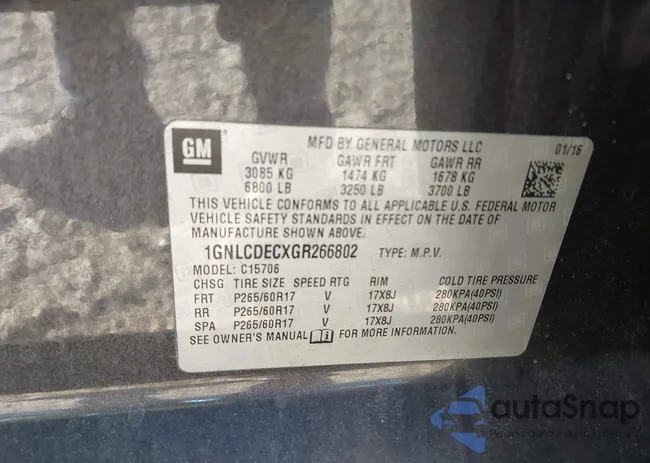 GM
MFD BY GENERAL MOTORS LLC 01/16
GVWR GAWR FRT GAWR RR
3085 KG 1474 KG 1678 KG
6800 LB 3250 LB 3700 LB
THIS VEHICLE CONFORMS TO ALL APPLICABLE U.S. FEDERAL MOTOR
VEHICLE SAFETY STANDARDS IN EFFECT ON THE DATE OF
MANUFACTURE SHOWN ABOVE.
1GNLCDECXGR266802 TYPE: M.P.V.
MODEL: C15706
CHSG TIRE SIZE SPEED RTG RIM COLD TIRE PRESSURE
FRT P265/60R17 V 17X8J 280KPA(40PSI)
RR P265/60R17 V 17X8J 280KPA(40PSI)
SPA P265/60R17 V 17X8J 280KPA(40PSI)
SEE OWNER'S MANUAL FOR MORE INFORMATION.
autaSnap